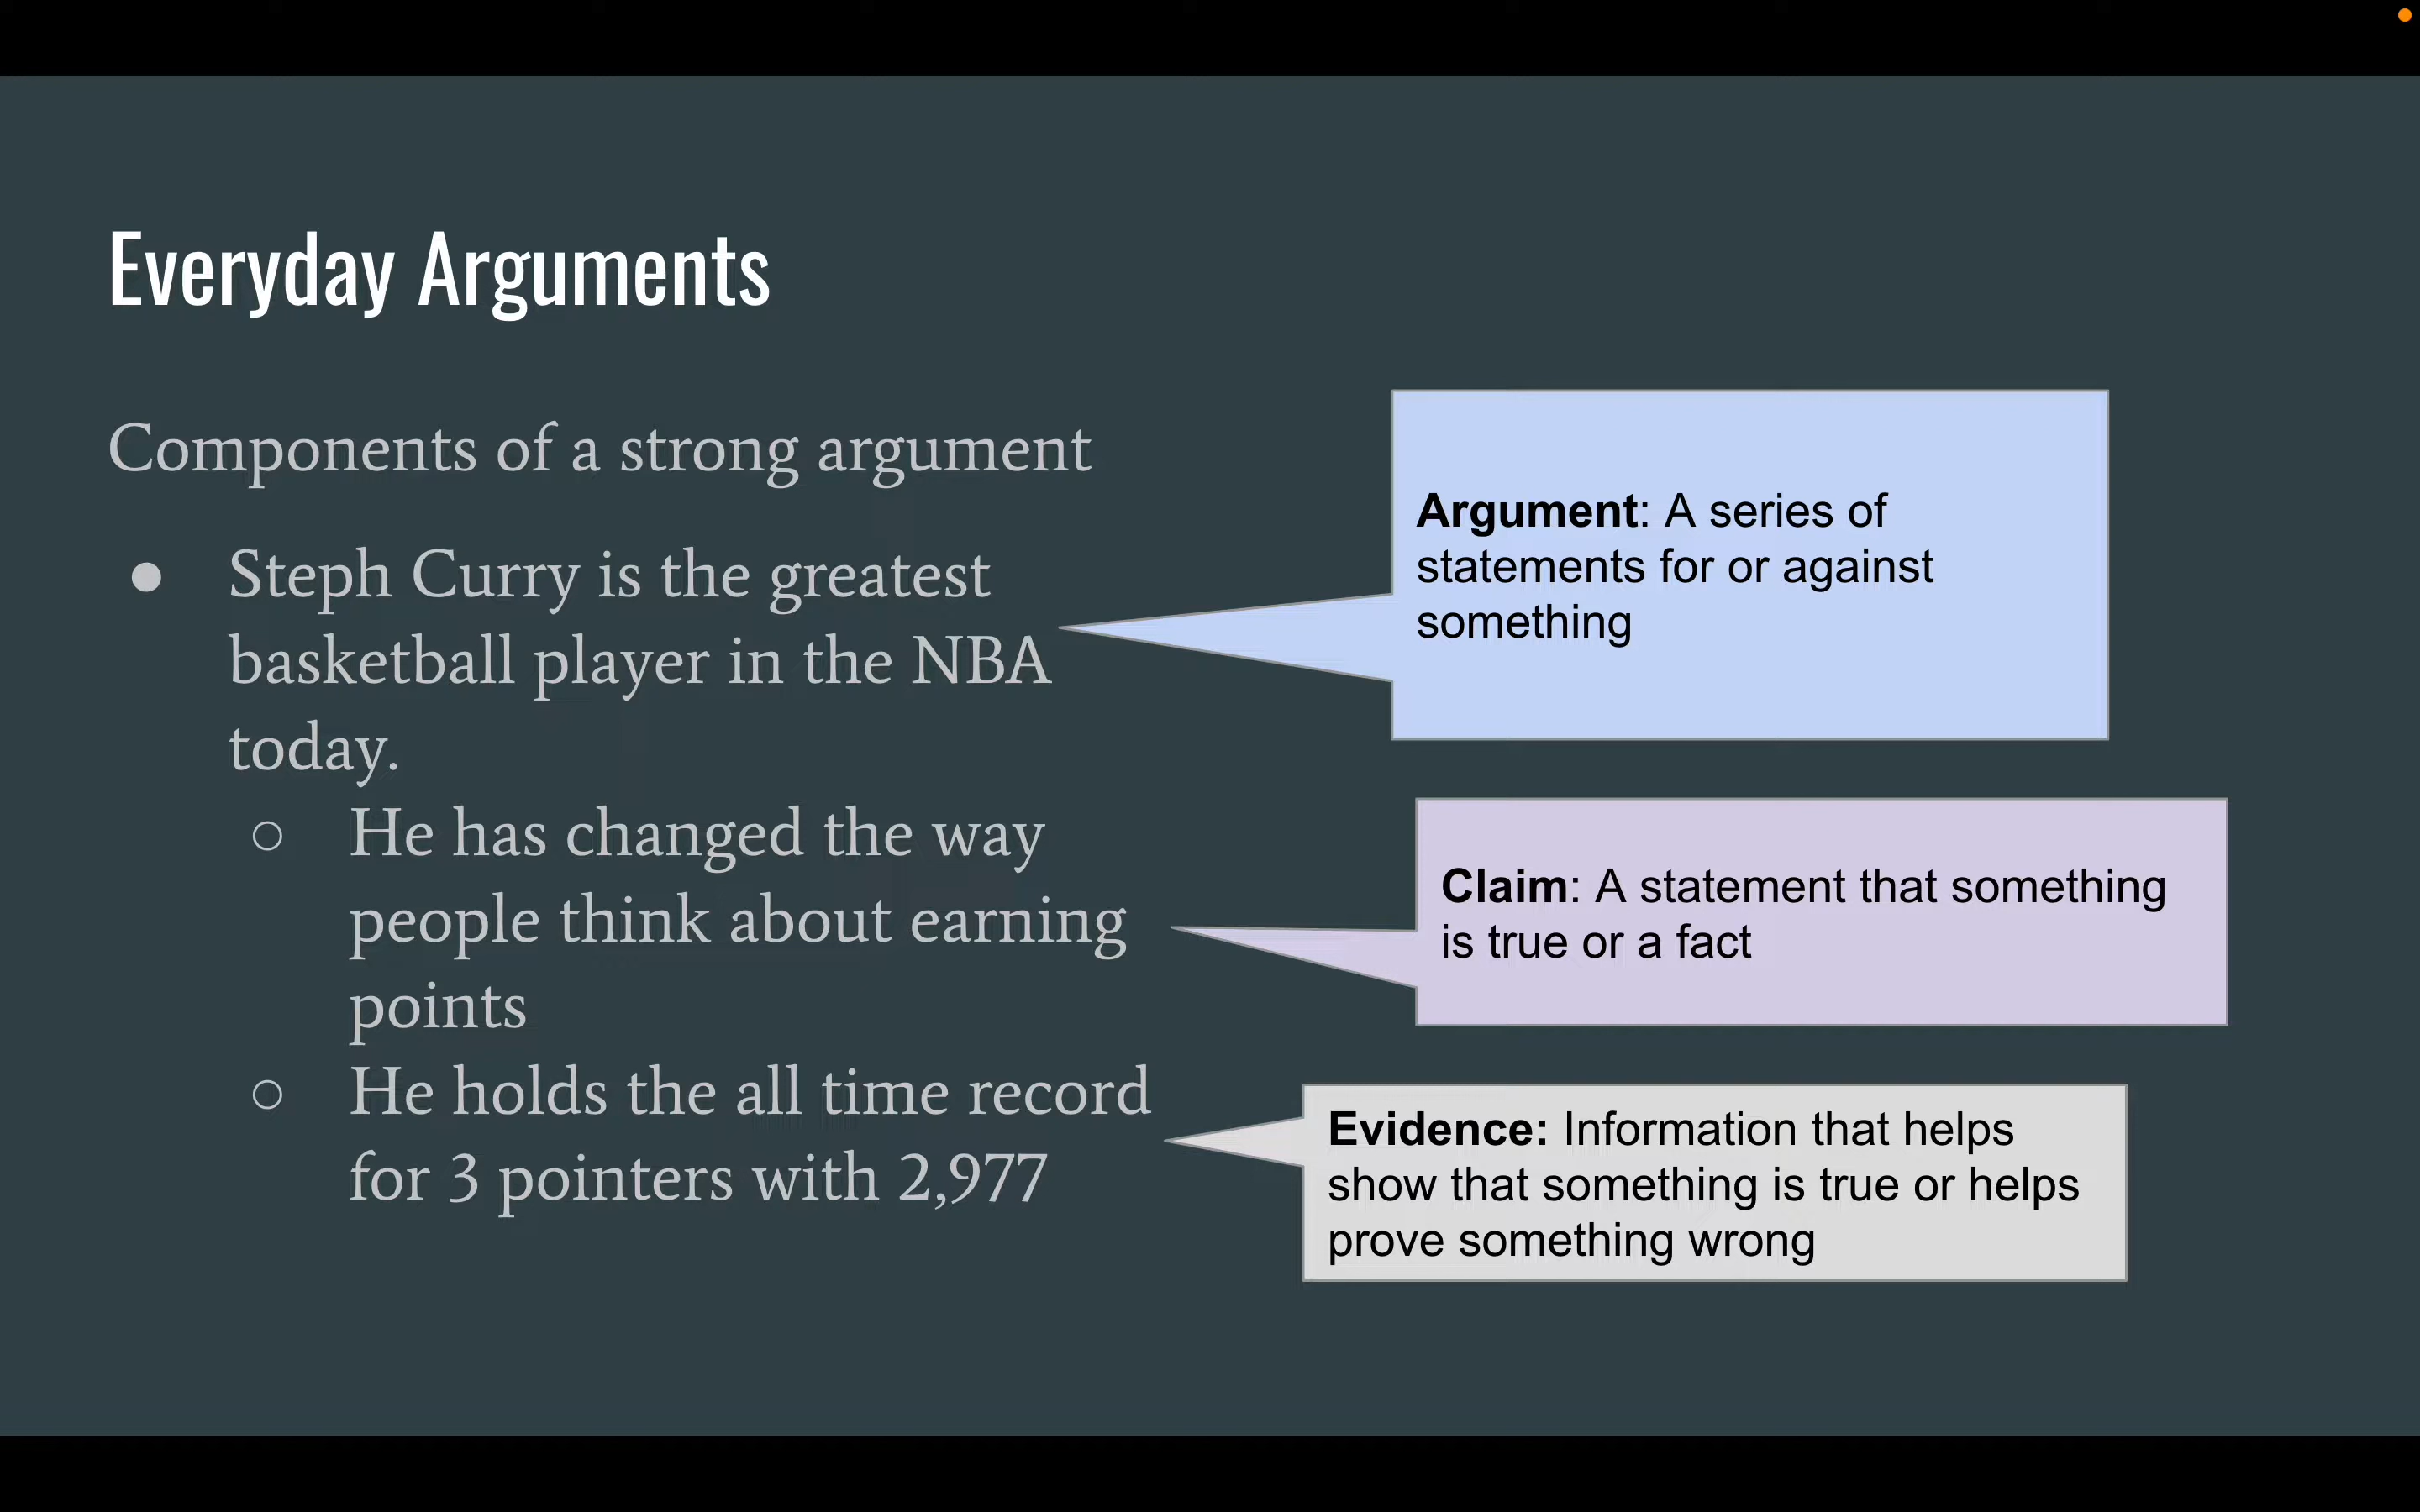 Everyday Arguments
Components of a strong argument
● Steph Curry is the greatest
basketball player in the NBA
today.
○ He has changed the way
people think about earning
points
○ He holds the all time record
for 3 pointers with 2,977
Argument: A series of
statements for or against
something
Claim: A statement that something
is true or a fact
Evidence: Information that helps
show that something is true or helps
prove something wrong